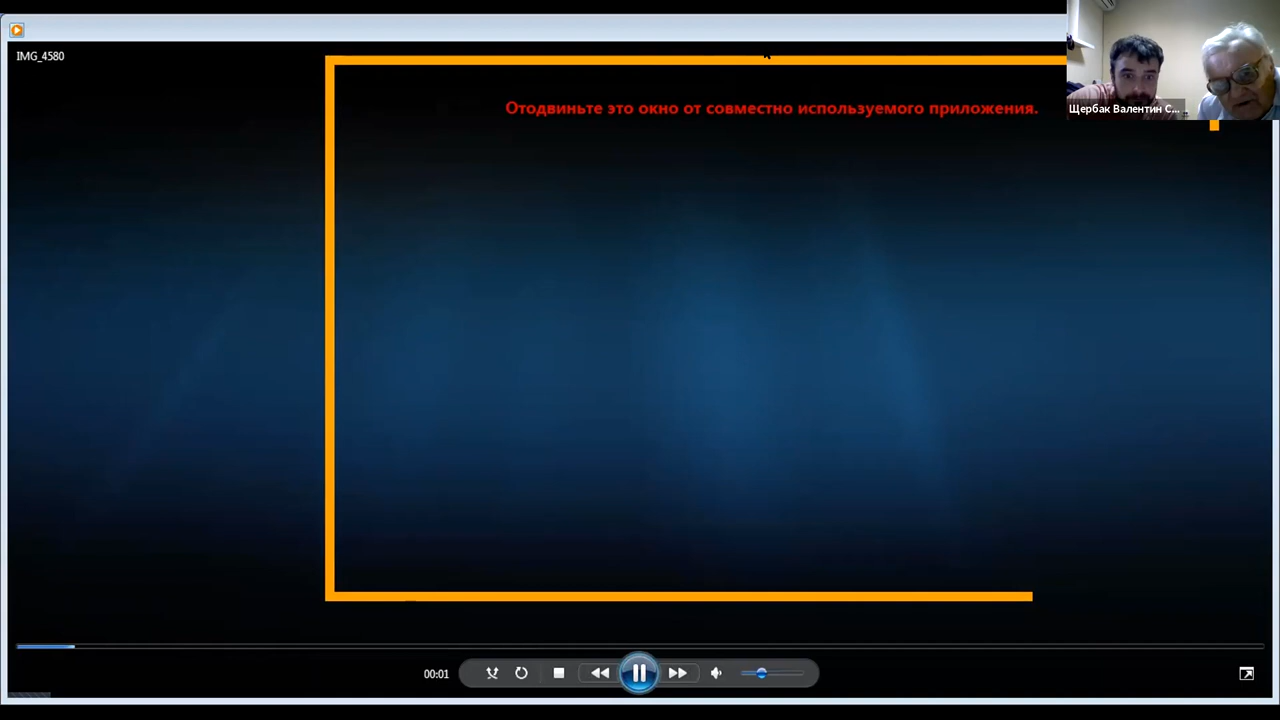 IMG_4580
Отодвиньте это окно от совместно используемого приложения.
Щербак Валентин С...
00:01